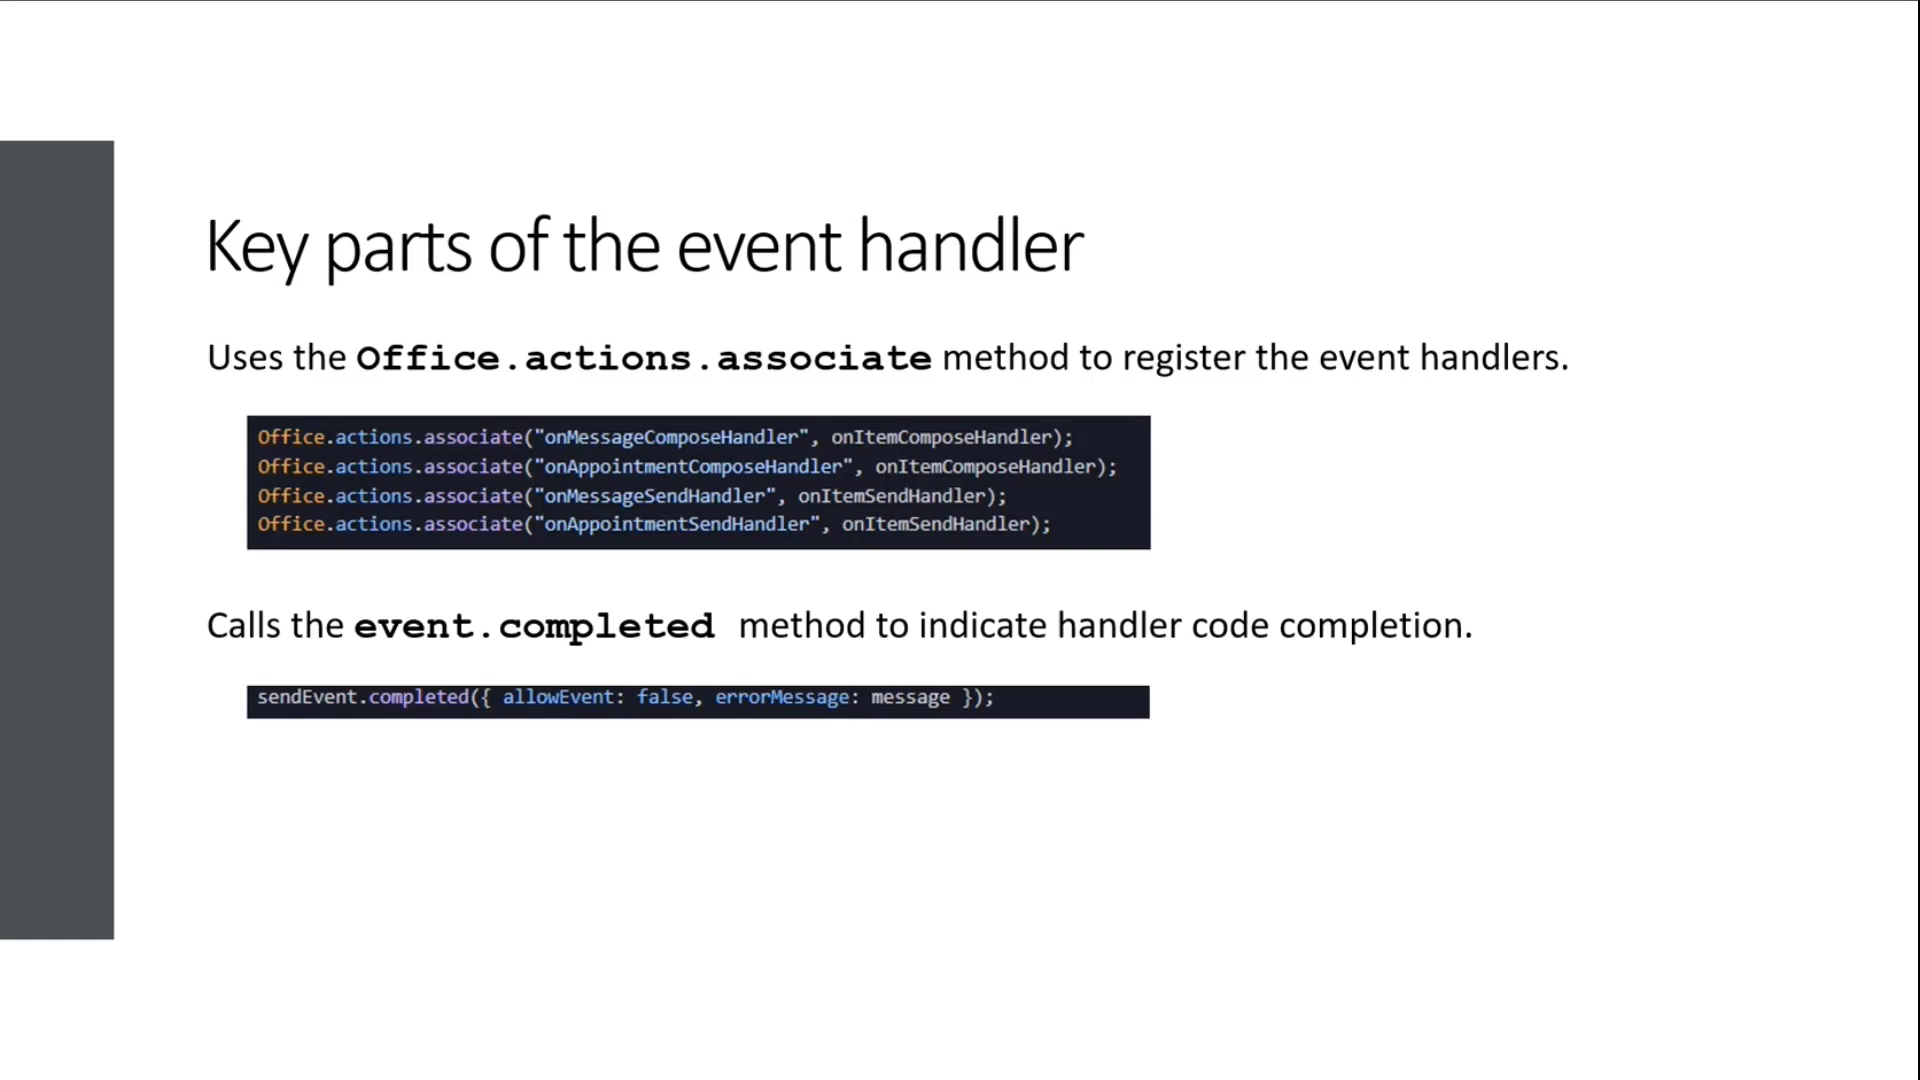 Key parts of the event handler
Uses the Office.actions.associate method to register the event handlers.
Office.actions.associate("onMessageComposeHandler", onItemComposeHandler);
Office.actions.associate("onAppointmentComposeHandler", onItemComposeHandler);
Office.actions.associate("onMessageSendHandler", onItemSendHandler);
Office.actions.associate("onAppointmentSendHandler", onItemSendHandler);
Calls the event.completed method to indicate handler code completion.
sendEvent.completed({ allowEvent: false, errorMessage: message });